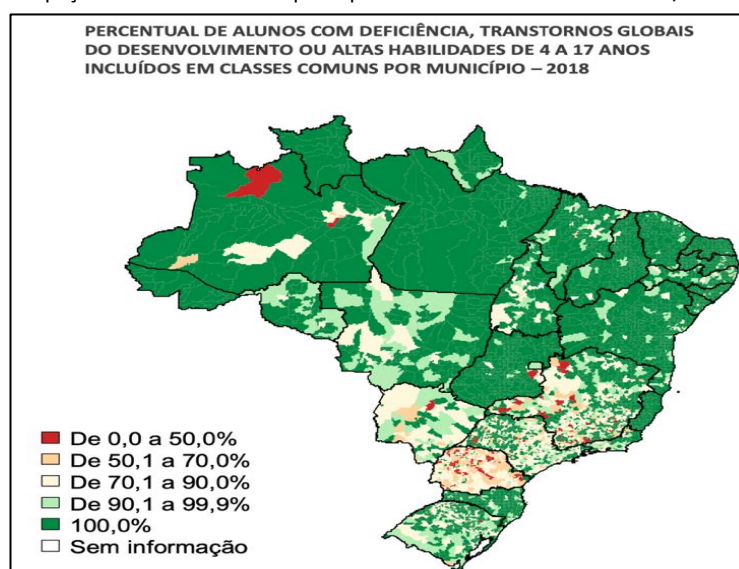 PERCENTUAL DE ALUNOS COM DEFICIÊNCIA, TRANSTORNOS GLOBAIS
DO DESENVOLVIMENTO OU ALTAS HABILIDADES DE 4 A 17 ANOS
INCLUÍDOS EM CLASSES COMUNS POR MUNICÍPIO – 2018
De 0,0 a 50,0%
De 50,1 a 70,0%
De 70,1 a 90,0%
De 90,1 a 99,9%
100,0%
Sem informação